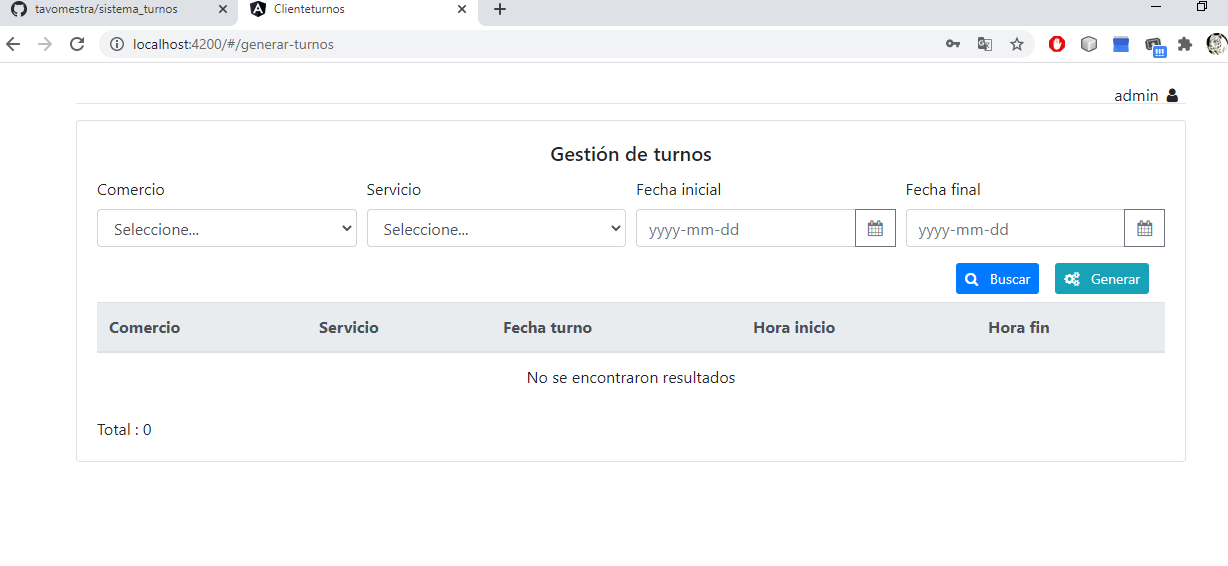 tavomestra/sistema_turnos
Clienteturnos
localhost:4200/#/generar-turnos
admin
Gestión de turnos
Comercio Servicio Fecha inicial Fecha final
Seleccione... Seleccione... yyyy-mm-dd yyyy-mm-dd
Buscar Generar
Comercio Servicio Fecha turno Hora inicio Hora fin
No se encontraron resultados
Total : 0